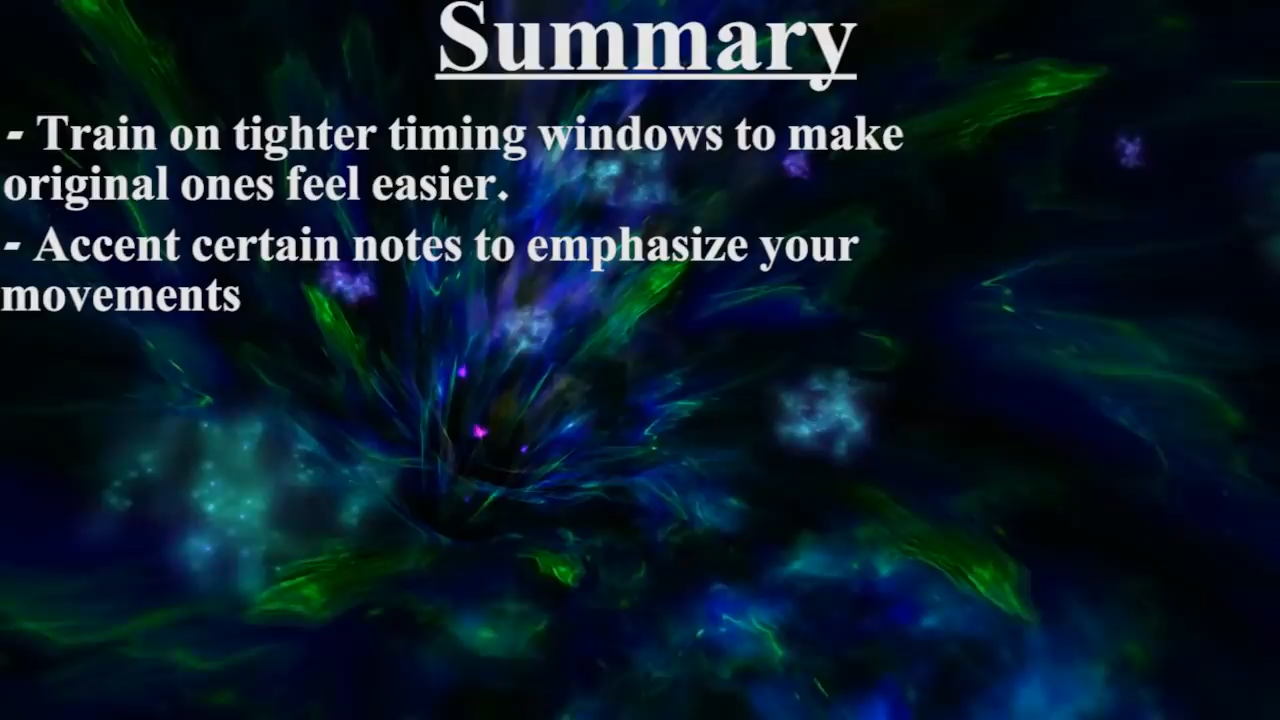 Summary
- Train on tighter timing windows to make
original ones feel easier.
- Accent certain notes to emphasize your
movements